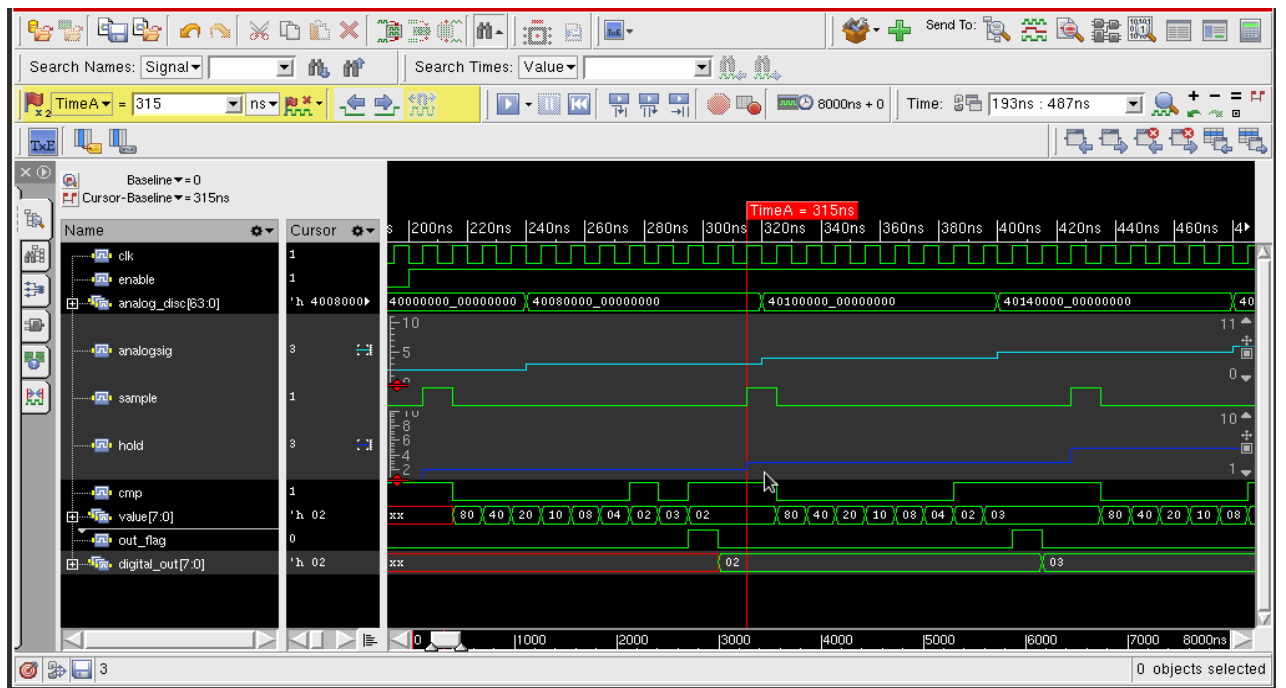 Send To:
Search Names: Signal Search Times: Value
x2 TimeA = 315 ns 8000ns + 0 Time: 193ns : 487ns
TxE
Baseline = 0
Cursor-Baseline = 315ns
TimeA = 315ns
Name Cursor s 200ns 220ns 240ns 260ns 280ns 300ns 320ns 340ns 360ns 380ns 400ns 420ns 440ns 460ns 4
clk 1
enable 1
analog_disc[63:0] 'h 4008000 40000000_00000000 40080000_00000000 40100000_00000000 40140000_00000000 40
10 11
analogsig 3 5
0 0
sample 1
10 10
8
hold 3 6
4
2 1
cmp 1
value[7:0] 'h 02 xx 80 40 20 10 08 04 02 03 02 80 40 20 10 08 04 02 03 80 40 20 10 08
out_flag 0
digital_out[7:0] 'h 02 xx 02 03
0 1000 2000 3000 4000 5000 6000 7000 8000ns
3 0 objects selected